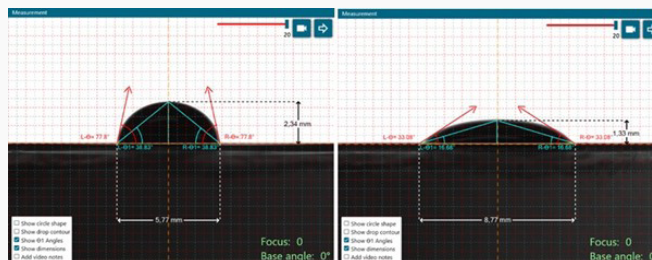 Measurement
20
L-Θ= 77.8°
R-Θ= 77.8°
2,34 mm
L-Θ1= 38.82°
R-Θ1= 38.82°
5,77 mm
Show circle shape
Show drop contour
Show Θ1 Angles
Show dimensions
Add video notes
Focus: 0
Base angle: 0°
Measurement
20
L-Θ= 33.08°
R-Θ= 33.08°
1,33 mm
L-Θ1= 16.68°
R-Θ1= 16.68°
8,77 mm
Show circle shape
Show drop contour
Show Θ1 Angles
Show dimensions
Add video notes
Focus: 0
Base angle: 0